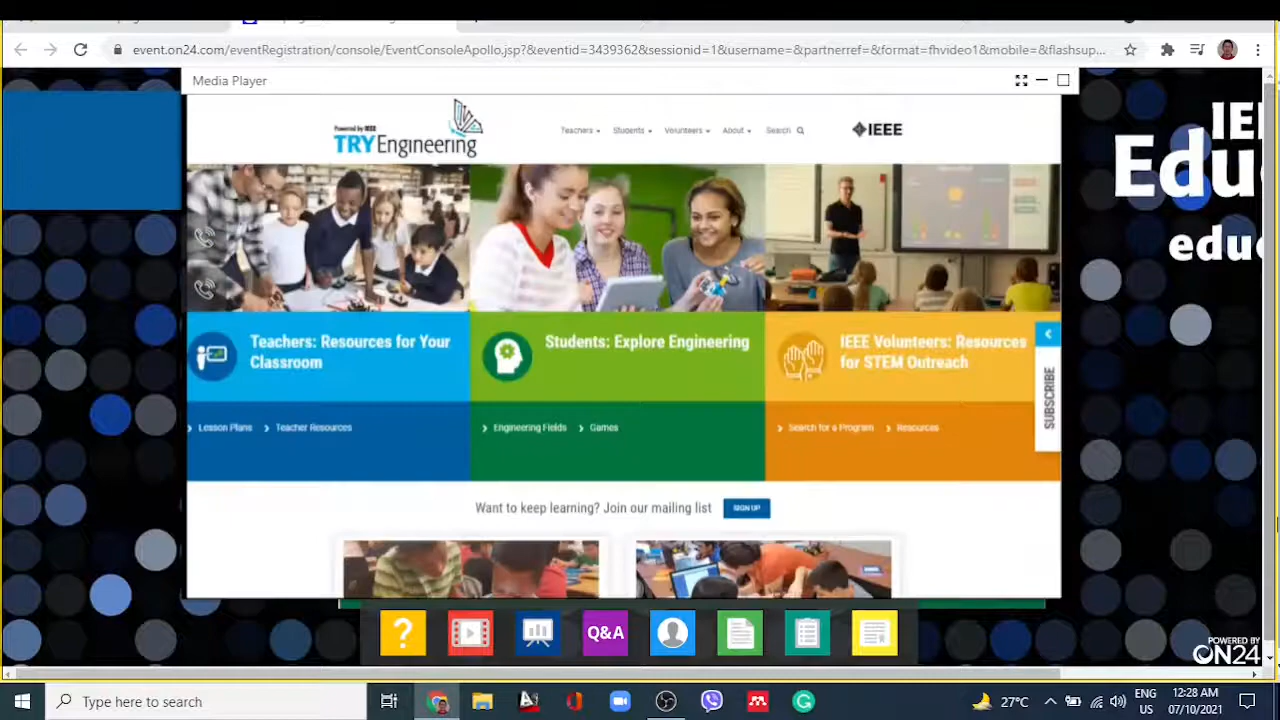 event.on24.com/eventRegistration/console/EventConsoleApollo.jsp?&eventid=3439362&sessionid=1&username=&partnerref=&format=fhvideo1&mobile=&flashsup...
Media Player
Powered by IEEE
TRYEngineering
Teachers
Students
Volunteers
About
Search
IEEE
Teachers: Resources for Your
Classroom
Students: Explore Engineering
IEEE Volunteers: Resources
for STEM Outreach
Lesson Plans
Teacher Resources
Engineering Fields
Games
Search for a Program
Resources
SUBSCRIBE
Want to keep learning? Join our mailing list
SIGN UP
Edu
edu
?
Q&A
POWERED BY
ON24
Type here to search
27°C
ENG
US
12:28 AM
07/10/2021